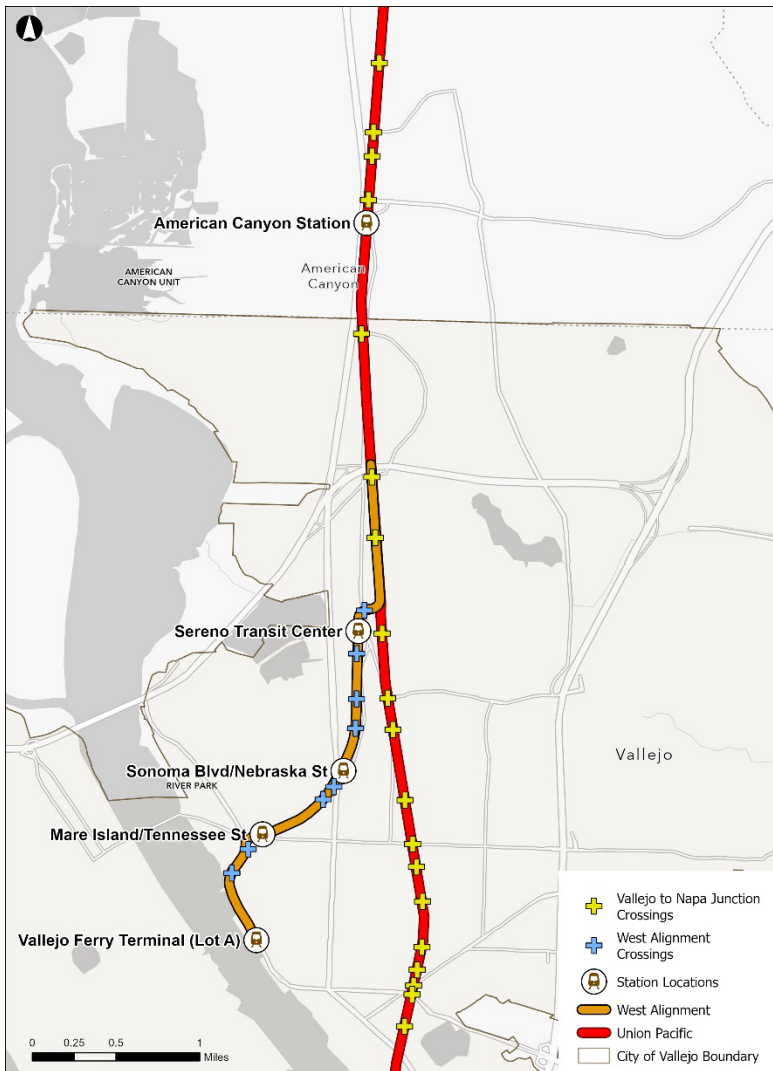 American Canyon Station
AMERICAN
CANYON UNIT
American
Canyon
Sereno Transit Center
Sonoma Blvd/Nebraska St
RIVER PARK
Vallejo
Mare Island/Tennessee St
Vallejo Ferry Terminal (Lot A)
Vallejo to Napa Junction
Crossings
West Alignment
Crossings
Station Locations
West Alignment
Union Pacific
City of Vallejo Boundary
0 0.25 0.5 1
Miles